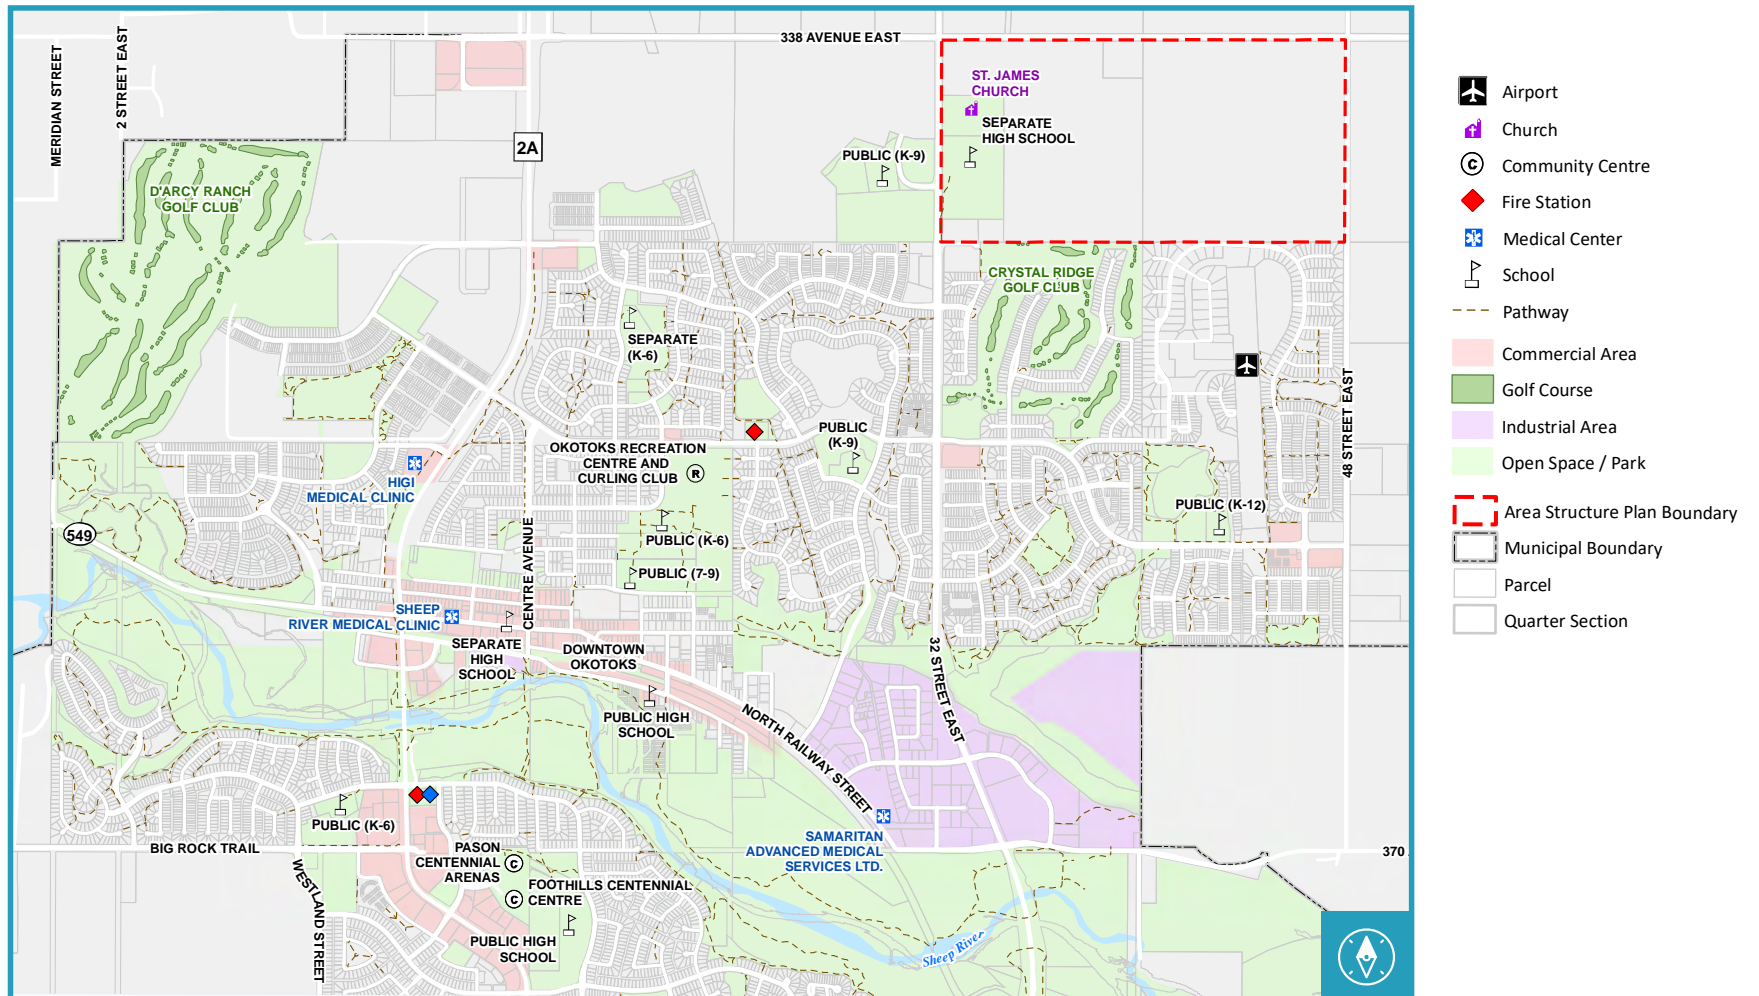 338 AVENUE EAST
MERIDIAN STREET
2 STREET EAST
ST. JAMES
CHURCH
SEPARATE
HIGH SCHOOL
2A
PUBLIC (K-9)
D'ARCY RANCH
GOLF CLUB
CRYSTAL RIDGE
GOLF CLUB
SEPARATE
(K-6)
48 STREET EAST
PUBLIC
(K-9)
OKOTOKS RECREATION
CENTRE AND
CURLING CLUB
R
HIGI
MEDICAL CLINIC
PUBLIC (K-12)
549
PUBLIC (K-6)
CENTRE AVENUE
PUBLIC (7-9)
SHEEP
RIVER MEDICAL CLINIC
SEPARATE
HIGH
SCHOOL
DOWNTOWN
OKOTOKS
32 STREET EAST
PUBLIC HIGH
SCHOOL
NORTH RAILWAY STREET
PUBLIC (K-6)
SAMARITAN
ADVANCED MEDICAL
SERVICES LTD.
BIG ROCK TRAIL
370
PASON
CENTENNIAL
ARENAS
C
WESTLAND STREET
FOOTHILLS CENTENNIAL
CENTRE
C
PUBLIC HIGH
SCHOOL
Sheep River
Airport
Church
C
Community Centre
Fire Station
Medical Center
School
Pathway
Commercial Area
Golf Course
Industrial Area
Open Space / Park
Area Structure Plan Boundary
Municipal Boundary
Parcel
Quarter Section